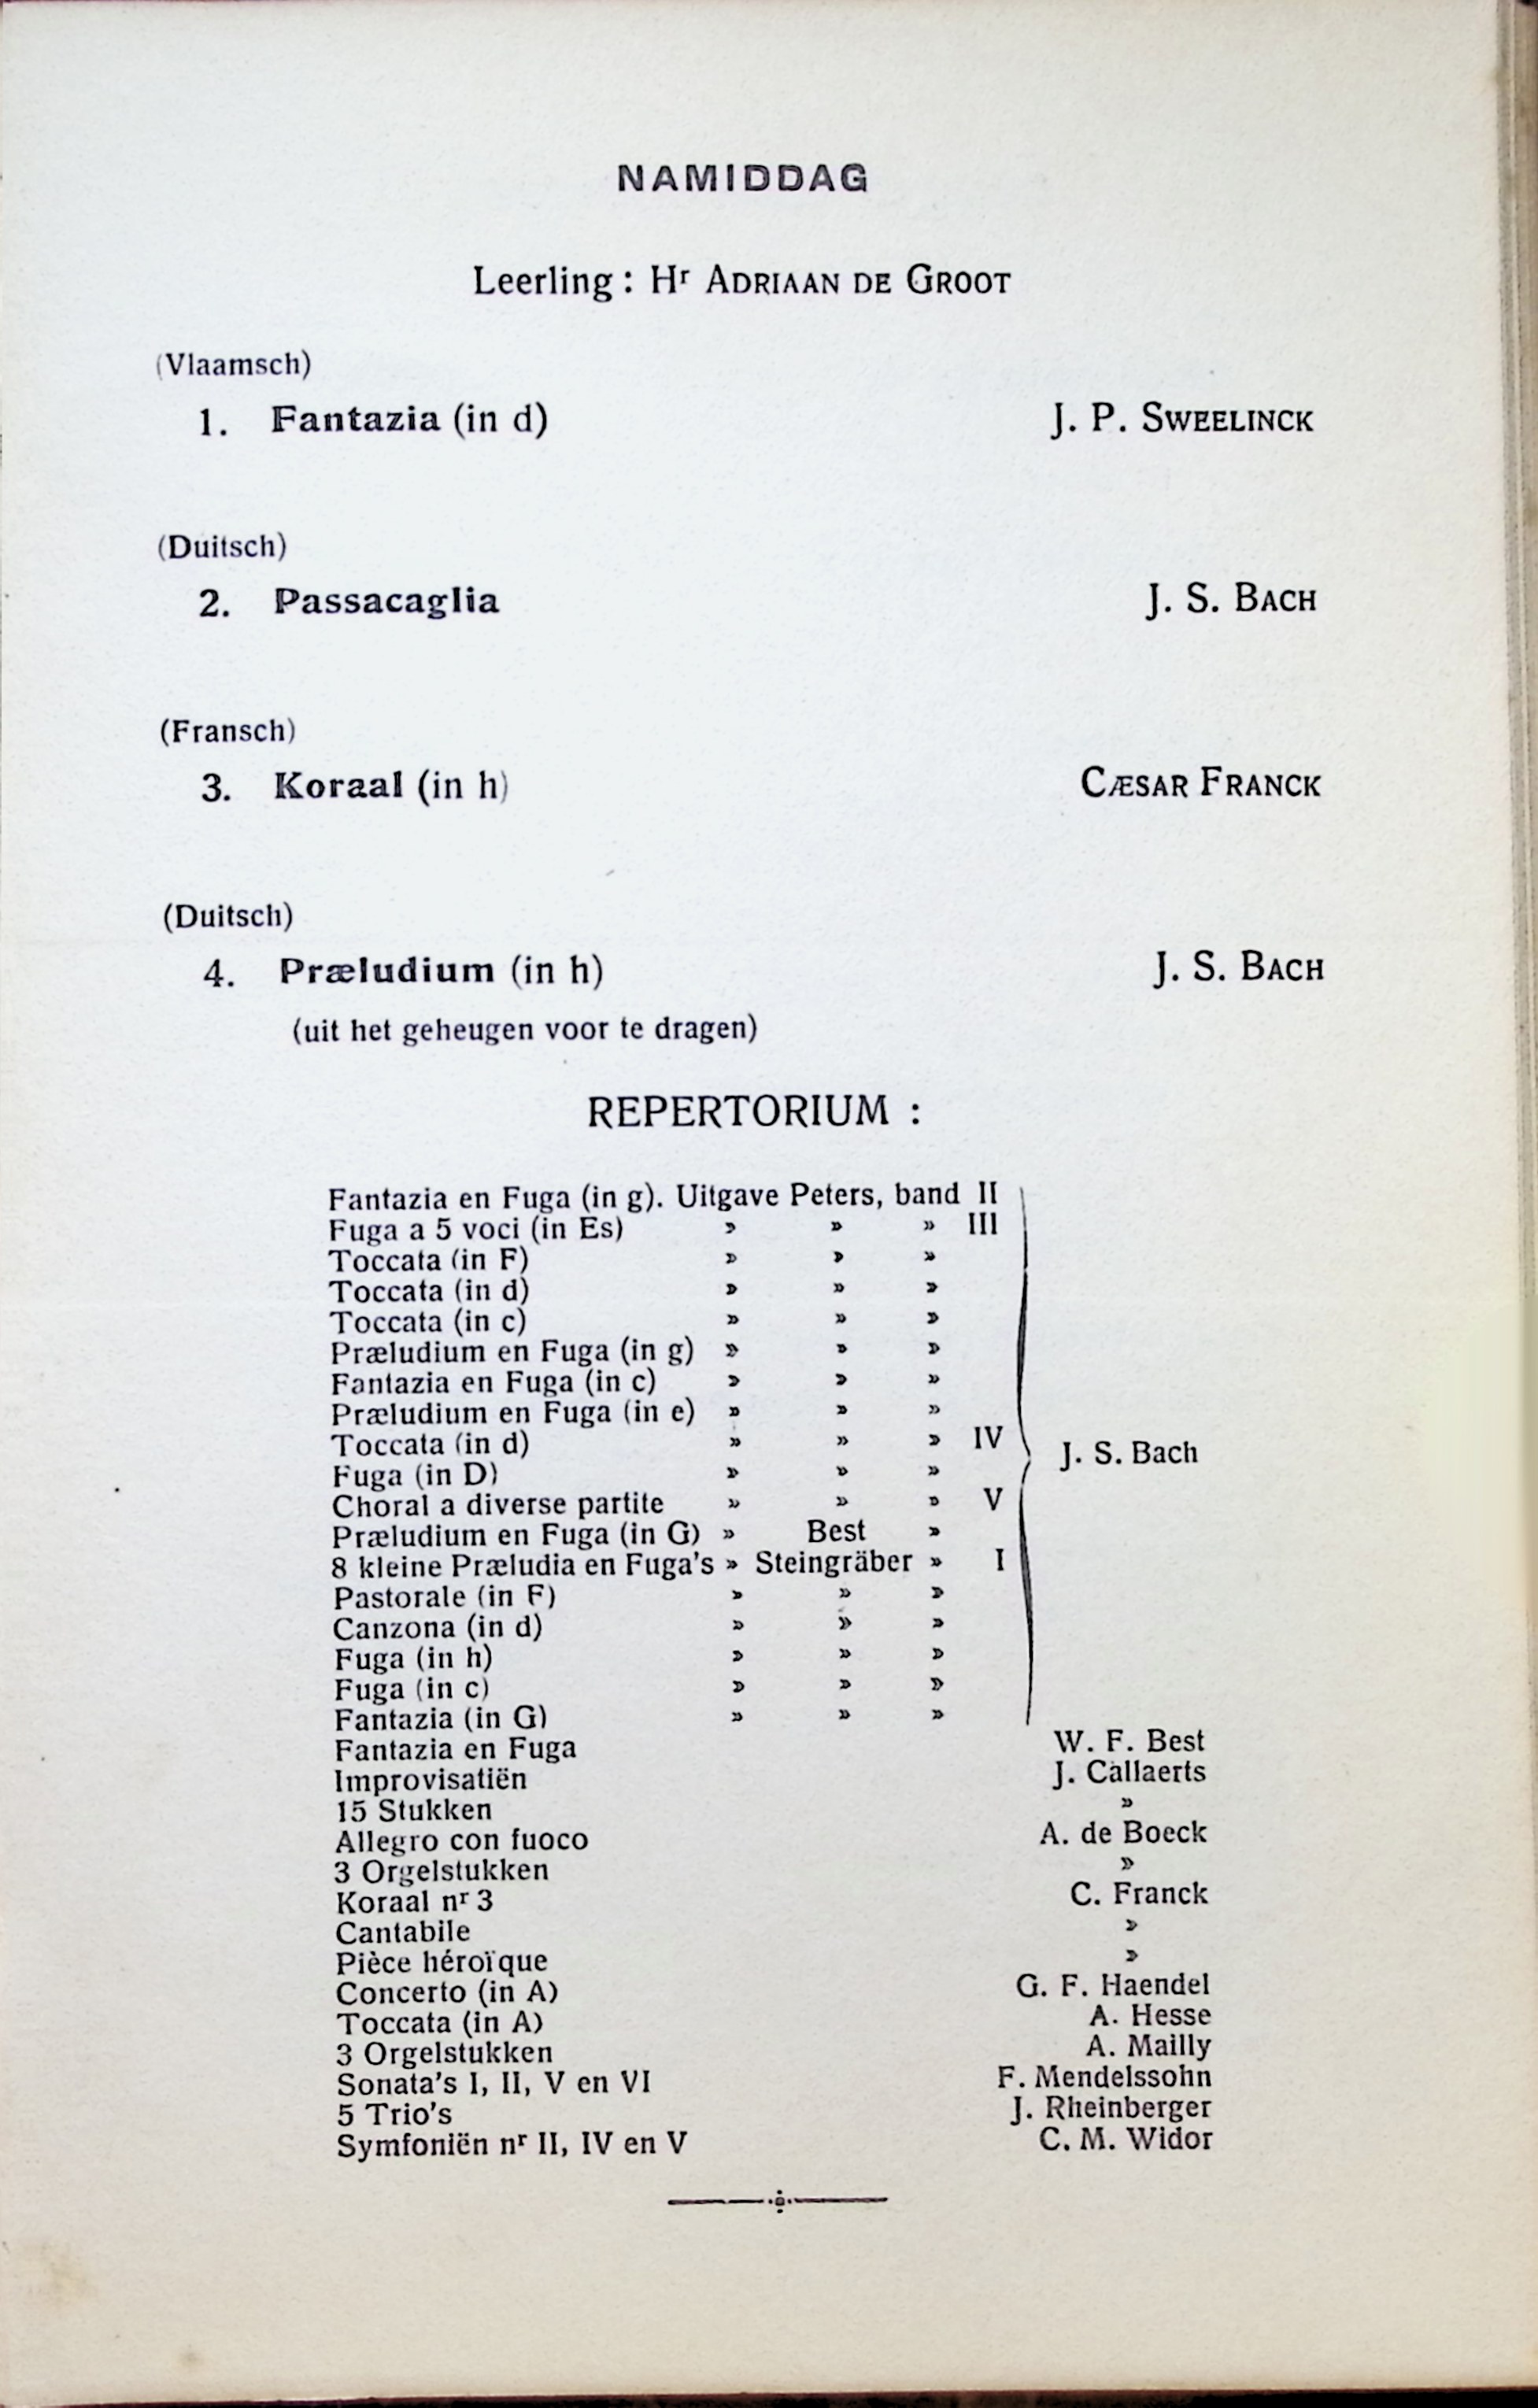 NAMIDDAG
Leerling : Hr ADRIAAN DE GROOT
(Vlaamsch)
1. Fantazia (in d) J. P. SWEELINCK
(Duitsch)
2. Passacaglia J. S. BACH
(Fransch)
3. Koraal (in h) CÆSAR FRANCK
(Duitsch)
4. Præludium (in h) J. S. BACH
(uit het geheugen voor te dragen)
REPERTORIUM :
Fantazia en Fuga (in g). Uitgave Peters, band II
Fuga a 5 voci (in Es) » » » III
Toccata (in F) » » »
Toccata (in d) » » »
Toccata (in c) » » »
Præludium en Fuga (in g) » » »
Fantazia en Fuga (in c) » » »
Præludium en Fuga (in e) » » »
Toccata (in d) » » » IV J. S. Bach
Fuga (in D) » » »
Choral a diverse partite » » » V
Præludium en Fuga (in G) » Best »
8 kleine Præludia en Fuga's » Steingräber » I
Pastorale (in F) » » »
Canzona (in d) » » »
Fuga (in h) » » »
Fuga (in c) » » »
Fantazia (in G) » » »
Fantazia en Fuga W. F. Best
Improvisatiën J. Callaerts
15 Stukken »
Allegro con fuoco A. de Boeck
3 Orgelstukken »
Koraal nr 3 C. Franck
Cantabile »
Pièce héroïque »
Concerto (in A) G. F. Haendel
Toccata (in A) A. Hesse
3 Orgelstukken A. Mailly
Sonata's I, II, V en VI F. Mendelssohn
5 Trio's J. Rheinberger
Symfoniën nr II, IV en V C. M. Widor